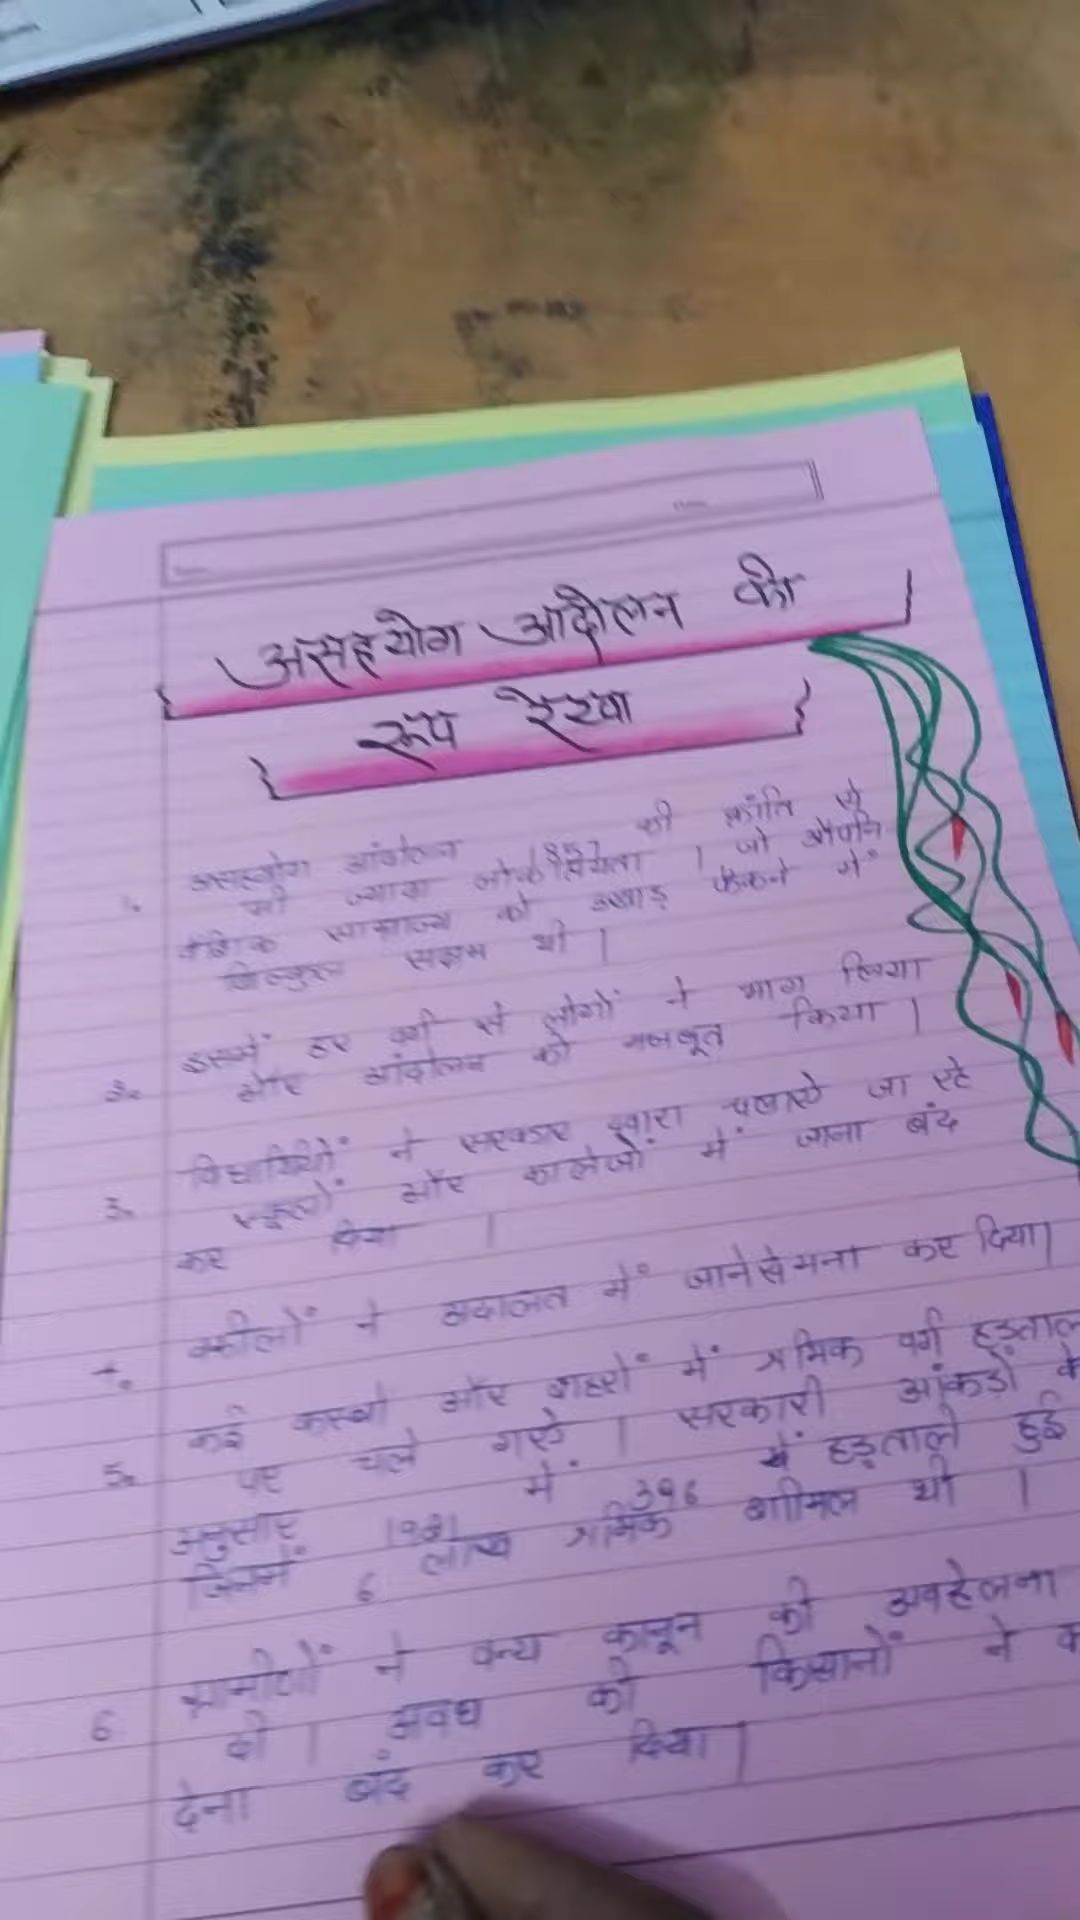 असहयोग आंदोलन की
रूप रेखा
1. असहयोग आंदोलन 1857 की क्रांति से
भी ज्यादा लोकप्रियता । जो औपनि
वेशिक साम्राज्य को उखाड़ फेंकने में
बिल्कुल सक्षम थी ।
2. इसमें हर वर्ग से लोगों ने भाग लिया
और आंदोलन को मजबूत किया ।
3. विद्यार्थियों ने सरकार द्वारा चलाये जा रहे
स्कूलों और कालेजों में जाना बंद
कर दिया ।
4. वकीलों ने अदालत में जाने से मना कर दिया।
5. कई कस्बो और शहरों में श्रमिक वर्ग हड़ताल
पर चले गए । सरकारी आंकड़ों के
अनुसार 1921 में 396 हड़ताले हुई
जिनमें 6 लाख श्रमिक शामिल थी ।
6. ग्रामीणों ने वन्य कानून की अवहेलना
की । अवध की किसानों ने
देना बंद कर दिया ।